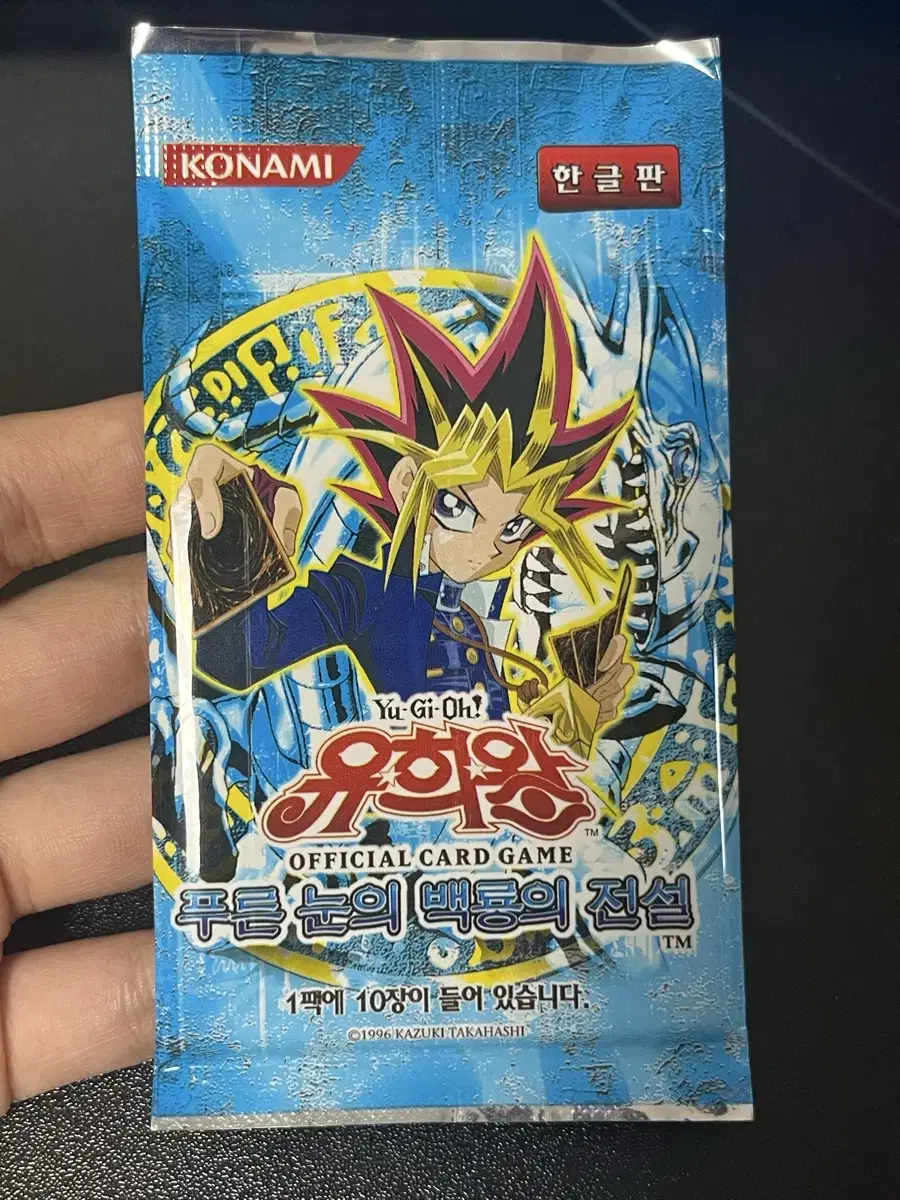 KONAMI
한글판
Yu-Gi-Oh!
유희왕
TM
OFFICIAL CARD GAME
푸른 눈의 백룡의 전설
TM
1팩에 10장이 들어 있습니다.
©1996 KAZUKI TAKAHASHI